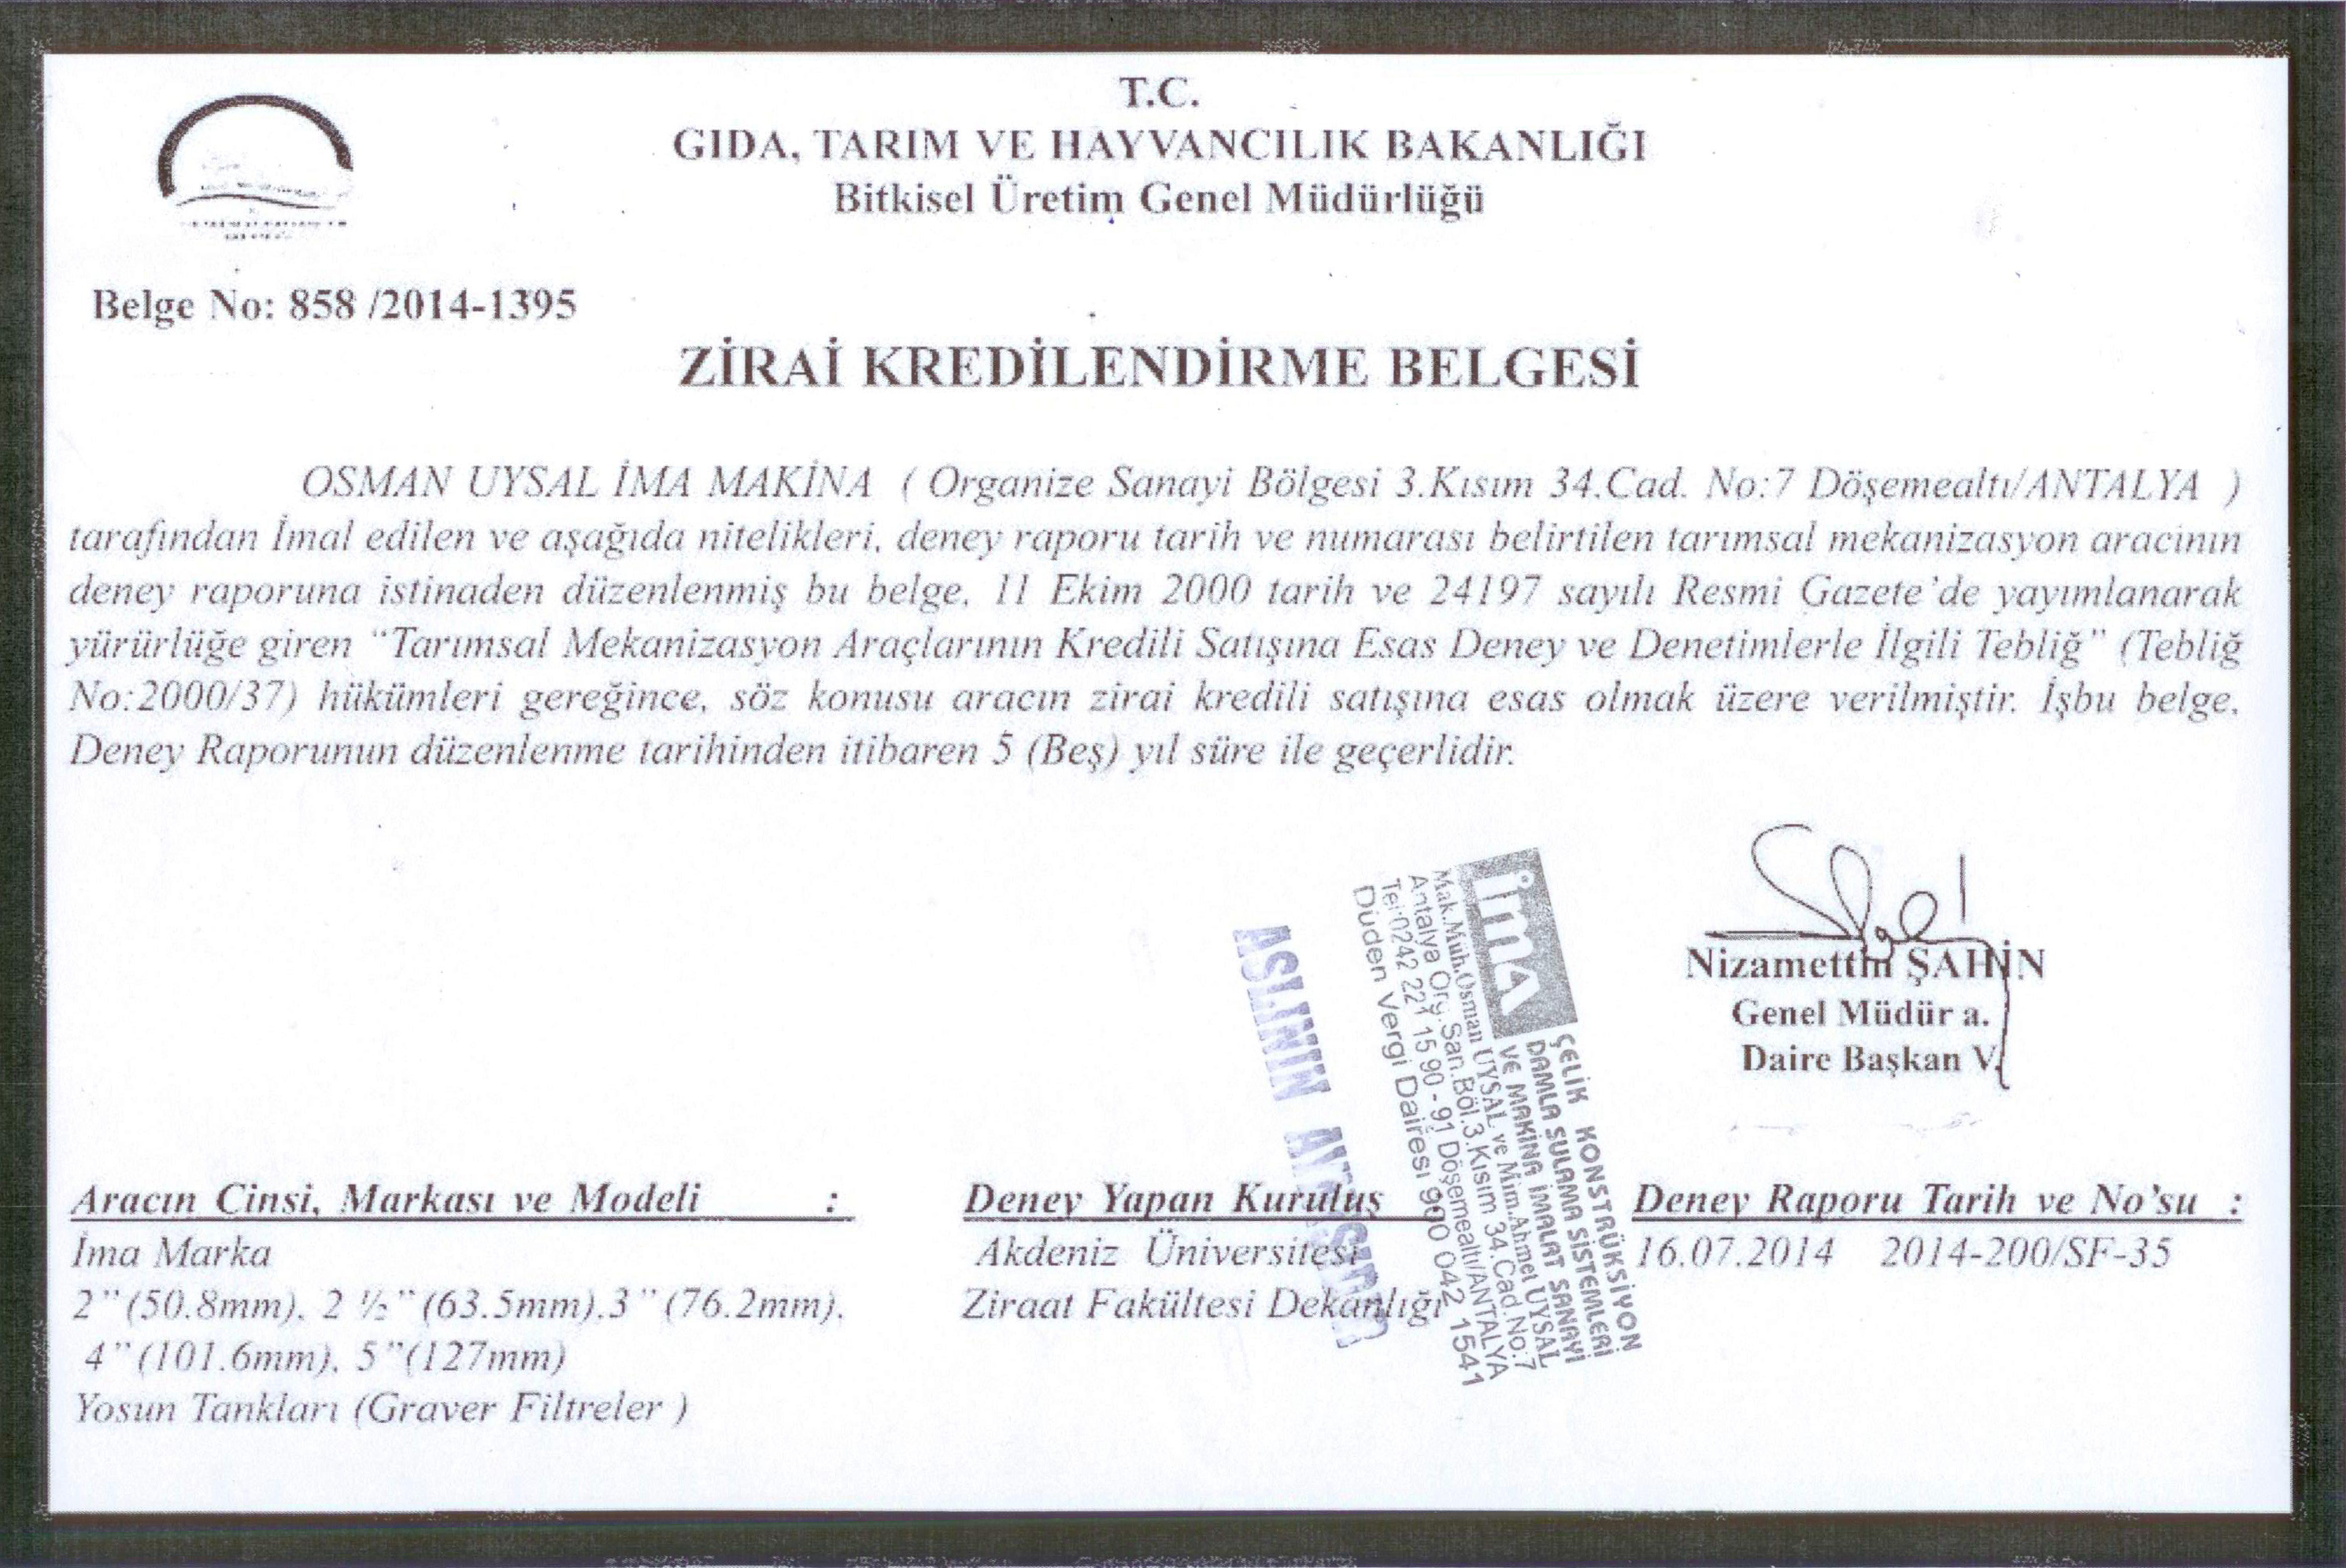 T.C.
GIDA, TARIM VE HAYVANCILIK BAKANLIĞI
Bitkisel Üretim Genel Müdürlüğü
Belge No: 858 /2014-1395
ZİRAİ KREDİLENDİRME BELGESİ
OSMAN UYSAL İMA MAKİNA ( Organize Sanayi Bölgesi 3.Kısım 34.Cad. No:7 Döşemealtı/ANTALYA )
tarafından İmal edilen ve aşağıda nitelikleri, deney raporu tarih ve numarası belirtilen tarımsal mekanizasyon aracının
deney raporuna istinaden düzenlenmiş bu belge, 11 Ekim 2000 tarih ve 24197 sayılı Resmi Gazete'de yayımlanarak
yürürlüğe giren "Tarımsal Mekanizasyon Araçlarının Kredili Satışına Esas Deney ve Denetimlerle İlgili Tebliğ" (Tebliğ
No:2000/37) hükümleri gereğince, söz konusu aracın zirai kredili satışına esas olmak üzere verilmiştir. İşbu belge,
Deney Raporunun düzenlenme tarihinden itibaren 5 (Beş) yıl süre ile geçerlidir.
Nizamettin ŞAHİN
Genel Müdür a.
Daire Başkan V.
İmA
ÇELİK KONSTRÜKSİYON
DAMLA SULAMA SİSTEMLERİ
VE MAKİNA İMALAT SANAYİ
Mak.Müh.Osman UYSAL ve Mim.Ahmet UYSAL
Antalya Org.San.Böl.3.Kısım 34.Cad.No:7
Tel:0242 221 15 90 - 91 Döşemealtı/ANTALYA
Düden Vergi Dairesi 990 042 1541
ASLININ AYNISIDIR
Aracın Cinsi, Markası ve Modeli :
İma Marka
2" (50.8mm), 2 ½" (63.5mm),3" (76.2mm),
4" (101.6mm), 5"(127mm)
Yosun Tankları (Graver Filtreler )
Deney Yapan Kuruluş
Akdeniz Üniversitesi
Ziraat Fakültesi Dekanlığı
Deney Raporu Tarih ve No'su :
16.07.2014 2014-200/SF-35